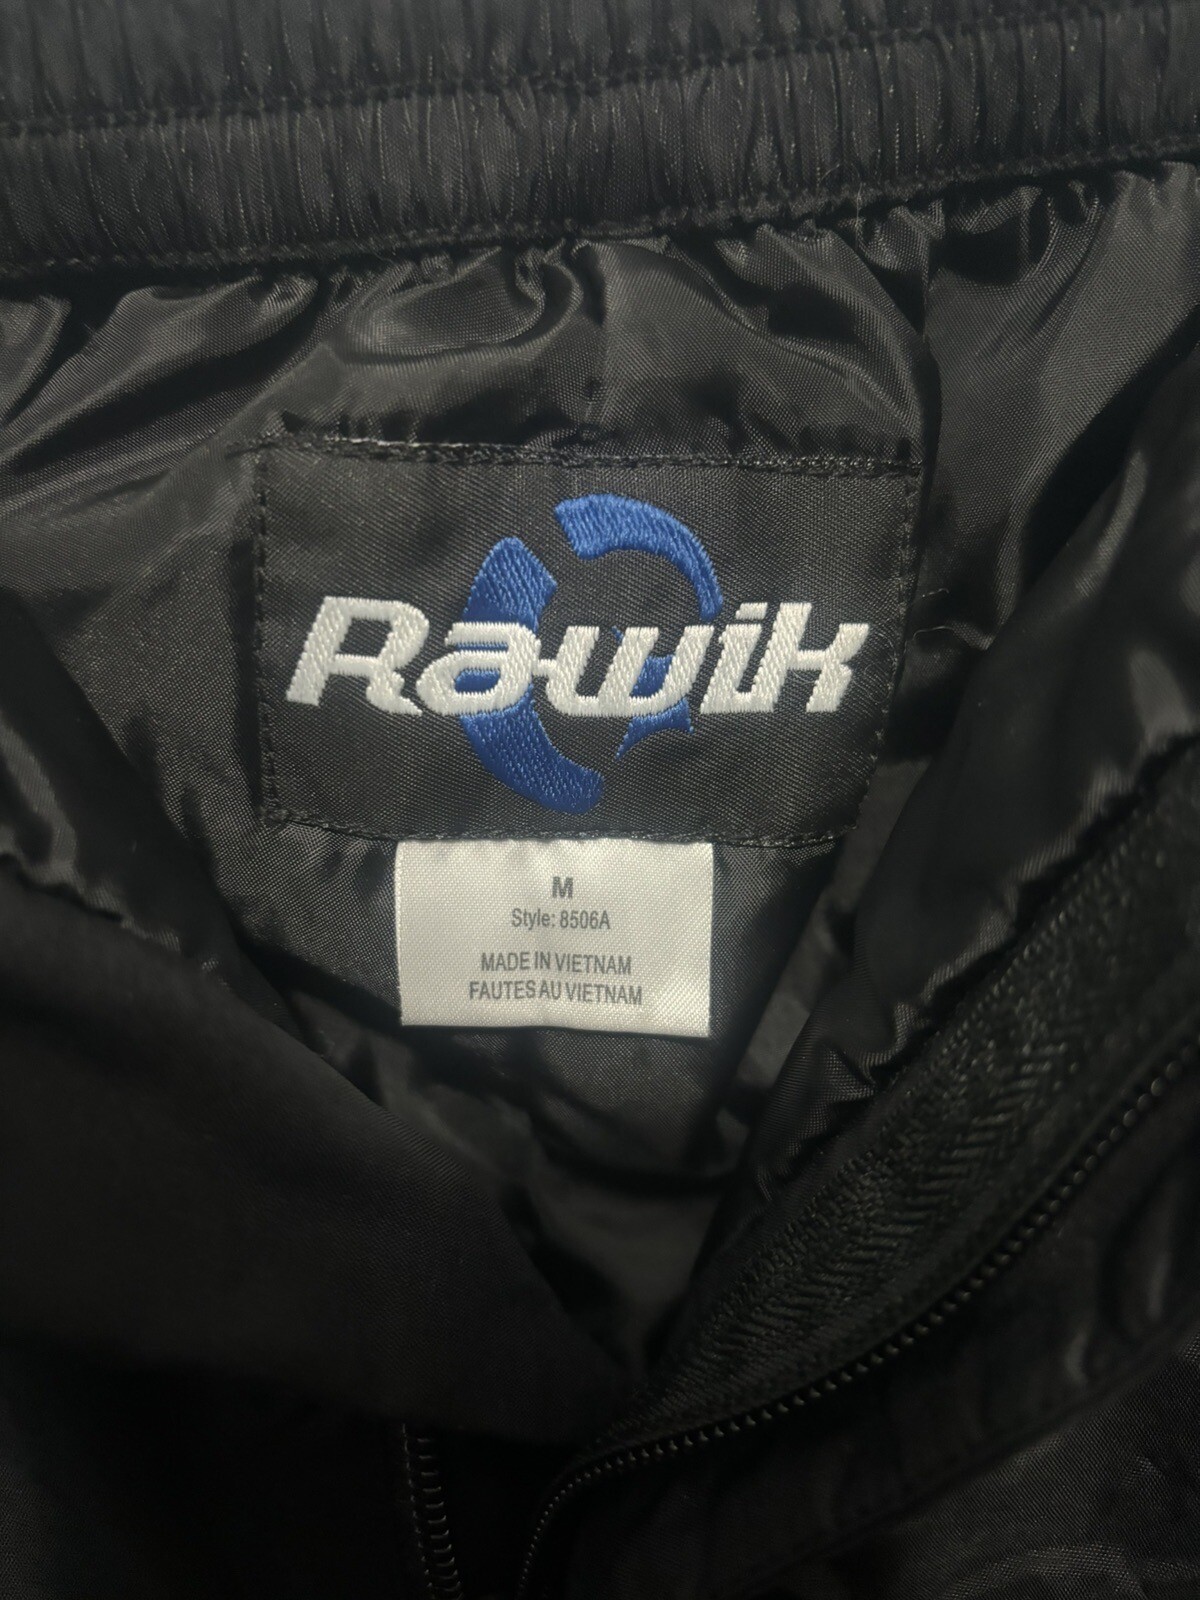 Rawik
M
Style: 8506A
MADE IN VIETNAM
FAUTES AU VIETNAM